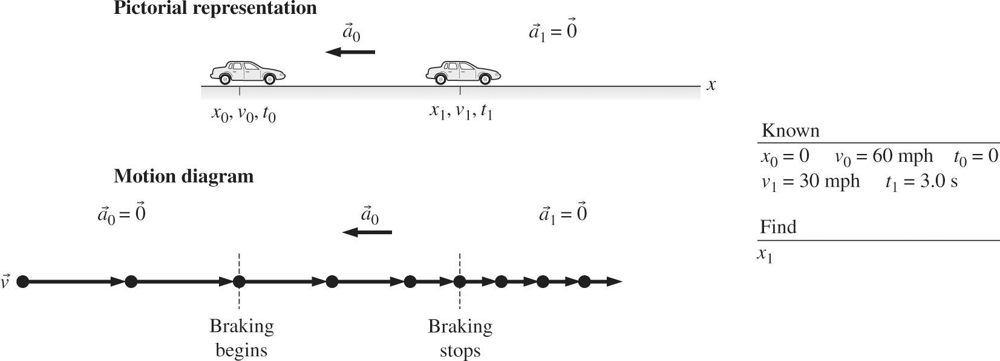 Pictorial representation
a⃗₀ a⃗₁ = 0⃗
x
x₀, v₀, t₀ x₁, v₁, t₁
Motion diagram
a⃗₀ = 0⃗ a⃗₀ a⃗₁ = 0⃗
v⃗
Braking begins
Braking stops
Known
x₀ = 0 v₀ = 60 mph t₀ = 0
v₁ = 30 mph t₁ = 3.0 s
Find
x₁